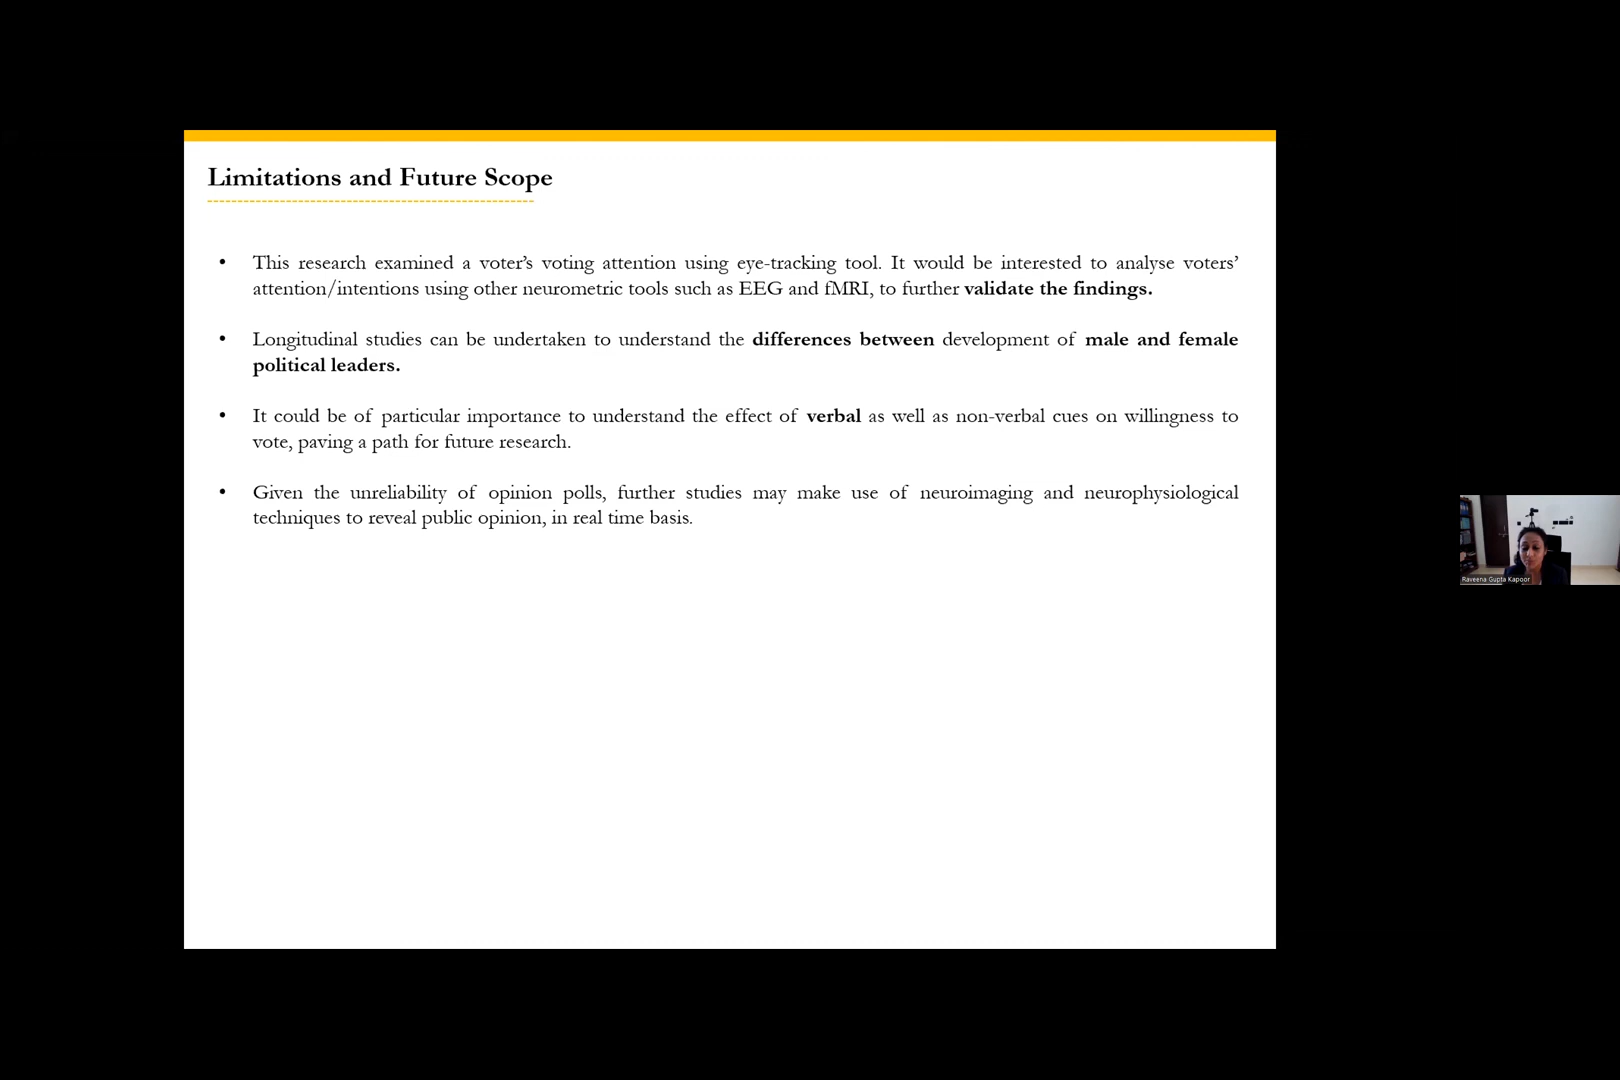 Limitations and Future Scope
• This research examined a voter’s voting attention using eye-tracking tool. It would be interested to analyse voters’
attention/intentions using other neurometric tools such as EEG and fMRI, to further validate the findings.
• Longitudinal studies can be undertaken to understand the differences between development of male and female
political leaders.
• It could be of particular importance to understand the effect of verbal as well as non-verbal cues on willingness to
vote, paving a path for future research.
• Given the unreliability of opinion polls, further studies may make use of neuroimaging and neurophysiological
techniques to reveal public opinion, in real time basis.
Raveena Gupta Kapoor